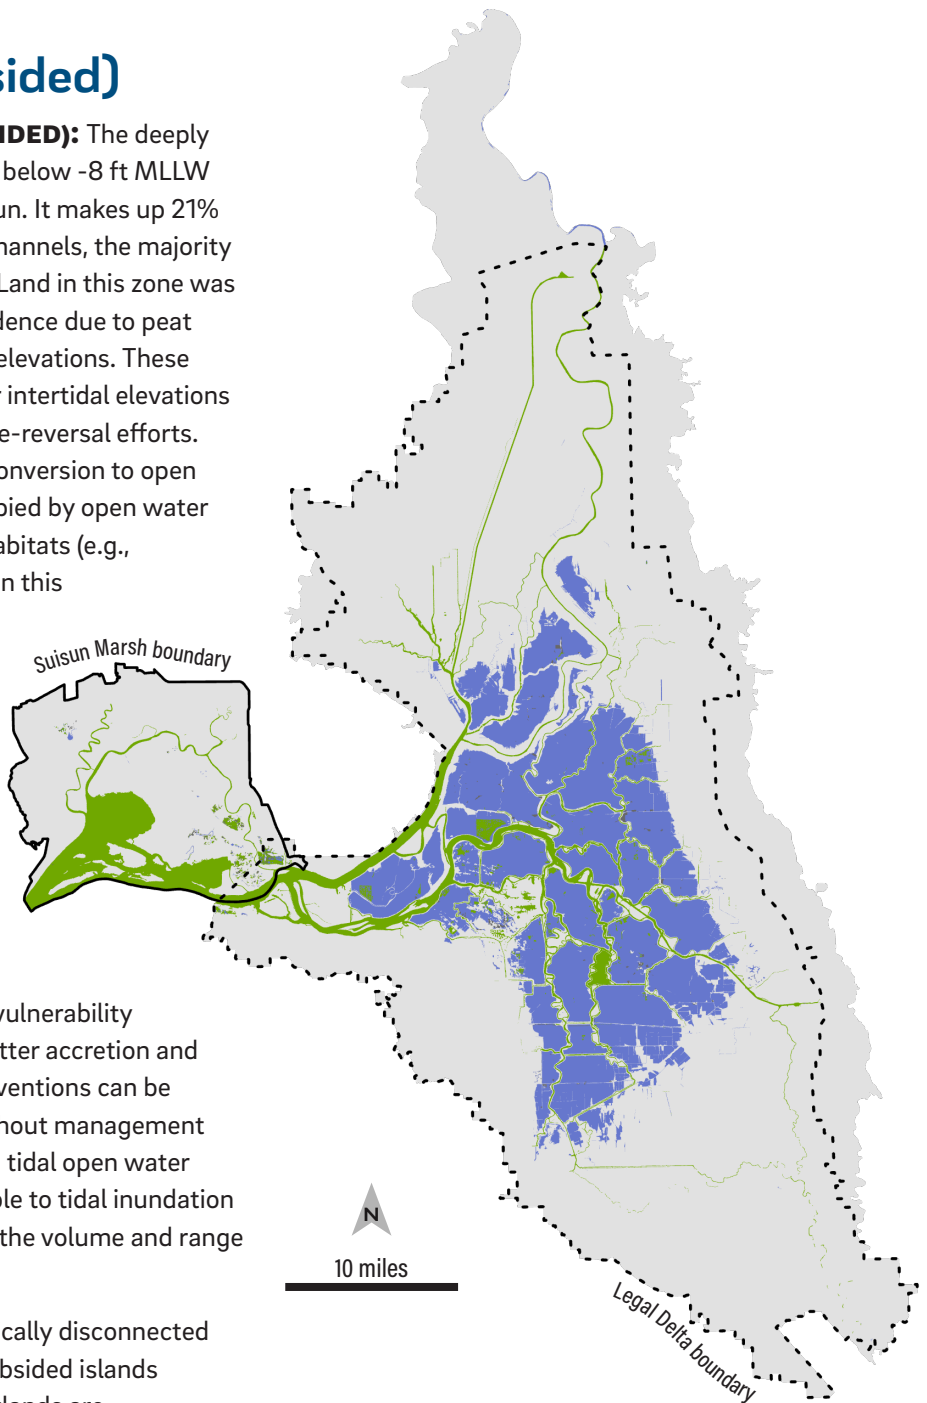 sided)
IDED): The deeply
below -8 ft MLLW
un. It makes up 21%
hannels, the majority
Land in this zone was
dence due to peat
elevations. These
r intertidal elevations
e-reversal efforts.
onversion to open
pied by open water
abitats (e.g.,
n this
Suisun Marsh boundary
vulnerability
tter accretion and
ventions can be
hout management
tidal open water
ble to tidal inundation
the volume and range
N
10 miles
Legal Delta boundary
ically disconnected
bsided islands